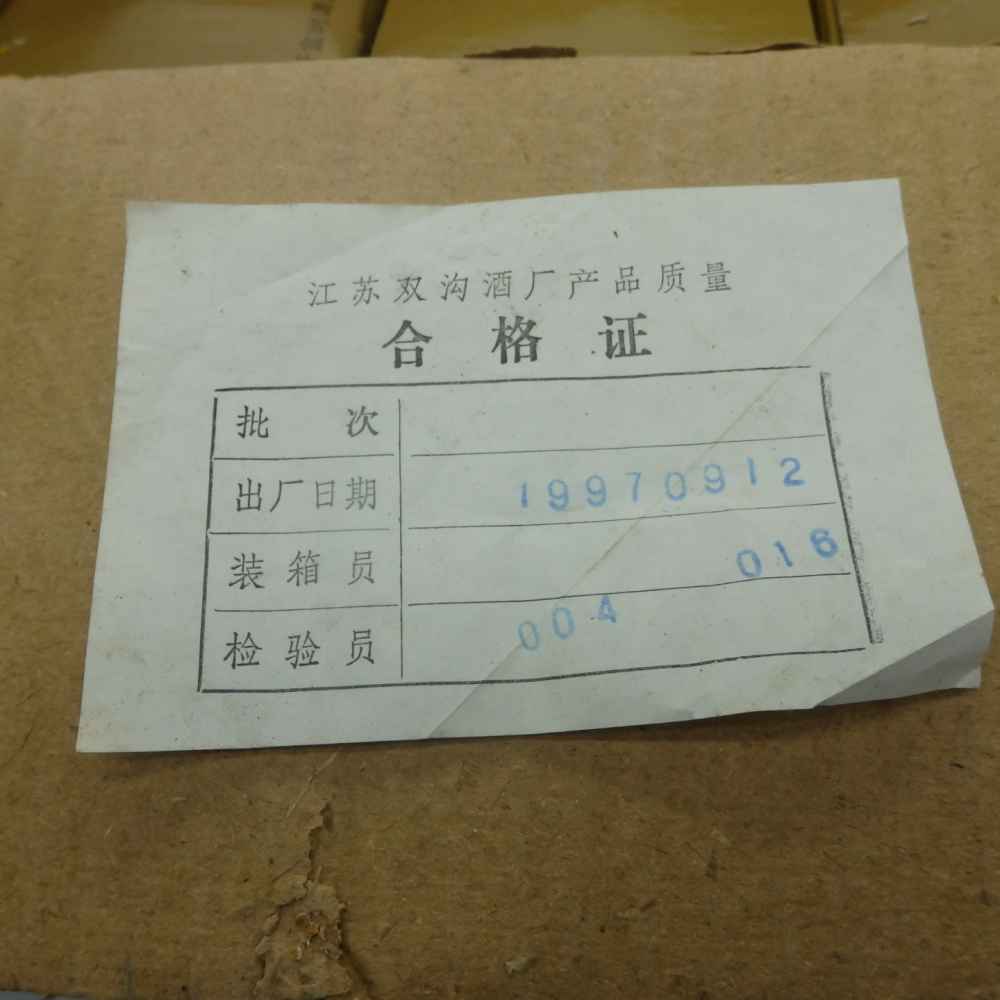 江苏双沟酒厂产品质量
合格证
批次
出厂日期 19970912
装箱员 016
检验员 004